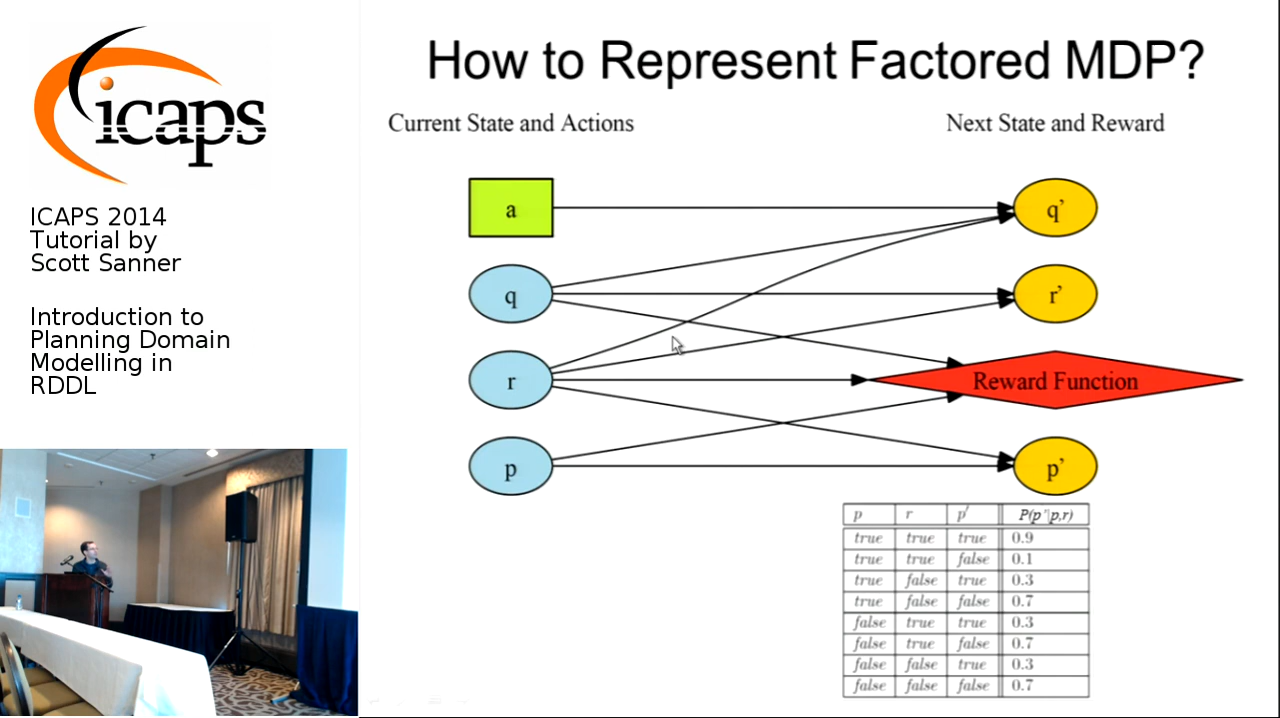 icaps
ICAPS 2014
Tutorial by
Scott Sanner
Introduction to
Planning Domain
Modelling in
RDDL
How to Represent Factored MDP?
Current State and Actions
Next State and Reward
a
q’
q
r’
r
Reward Function
p
p’
p r p′ P(p’|p,r)
true true true 0.9
true true false 0.1
true false true 0.3
true false false 0.7
false true true 0.3
false true false 0.7
false false true 0.3
false false false 0.7